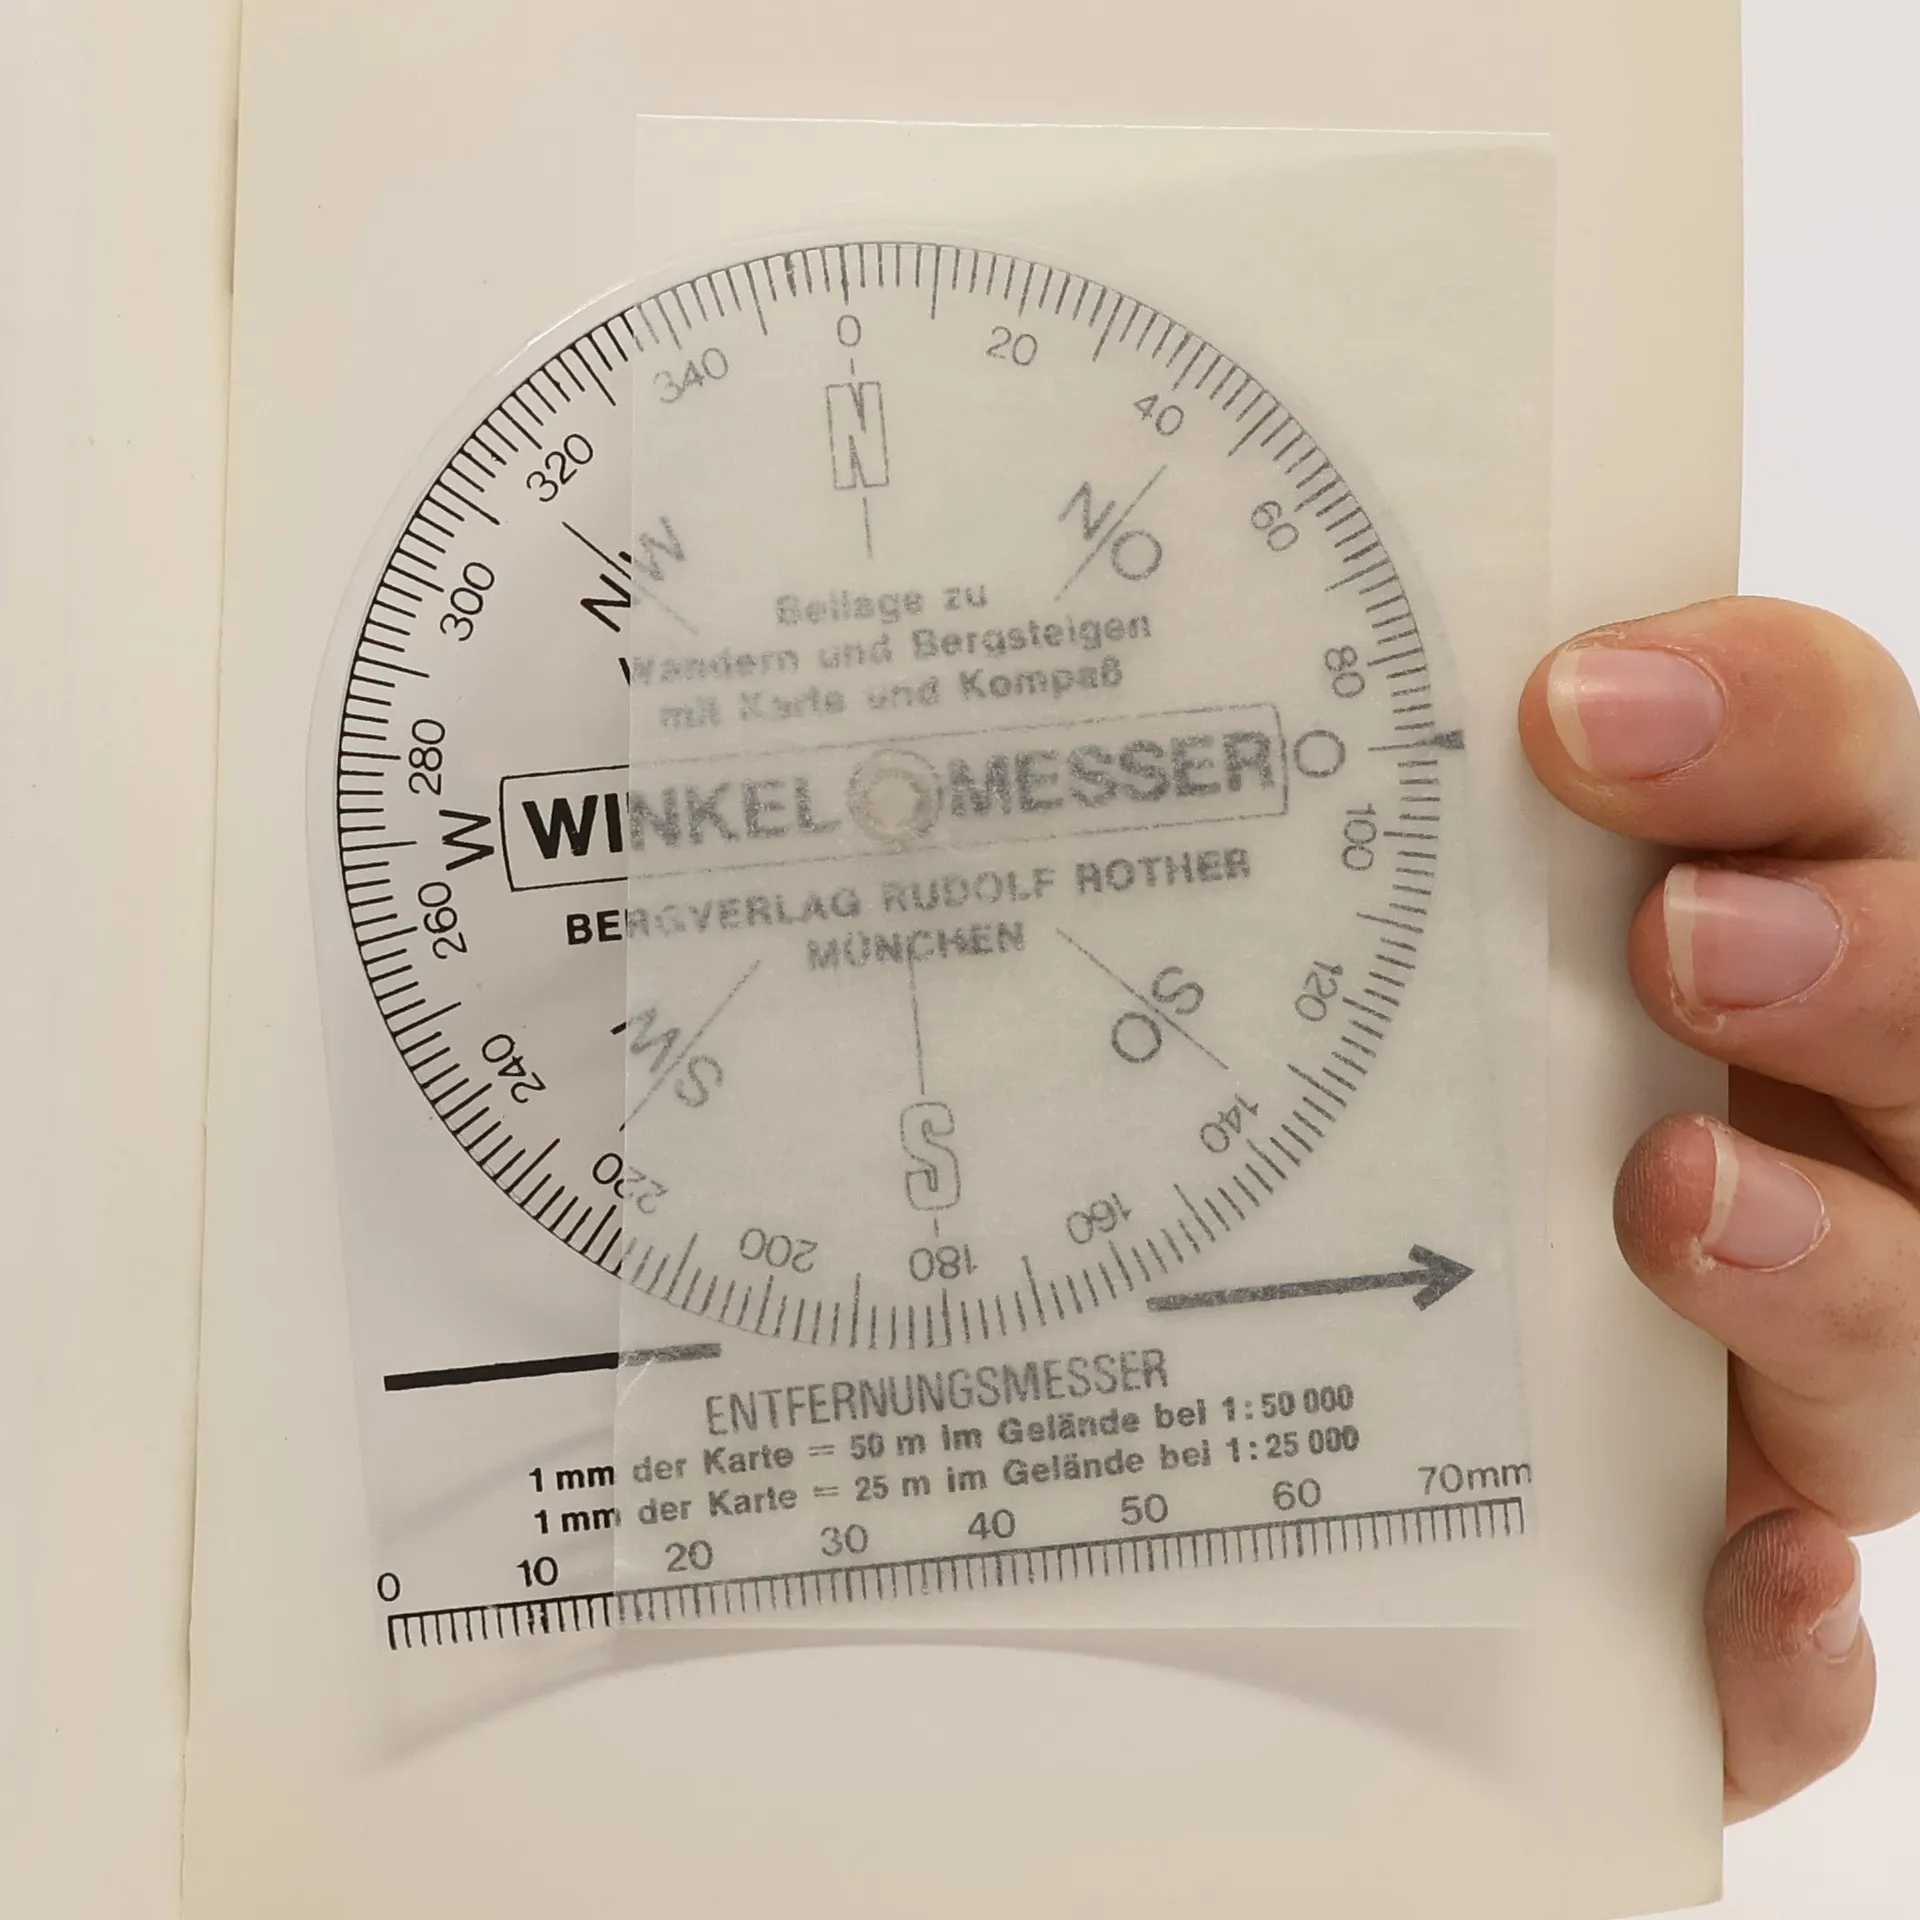 0
20
40
60
80
100
120
140
160
180
200
220
240
260
280
300
320
340
N
N/O
O
S/O
S
S/W
W
N/W
Beilage zu
Wandern und Bergsteigen
mit Karte und Kompaß
WINKELMESSER
BERGVERLAG RUDOLF ROTHER
MÜNCHEN
ENTFERNUNGSMESSER
1 mm der Karte = 50 m im Gelände bei 1:50 000
1 mm der Karte = 25 m im Gelände bei 1:25 000
0 10 20 30 40 50 60 70mm